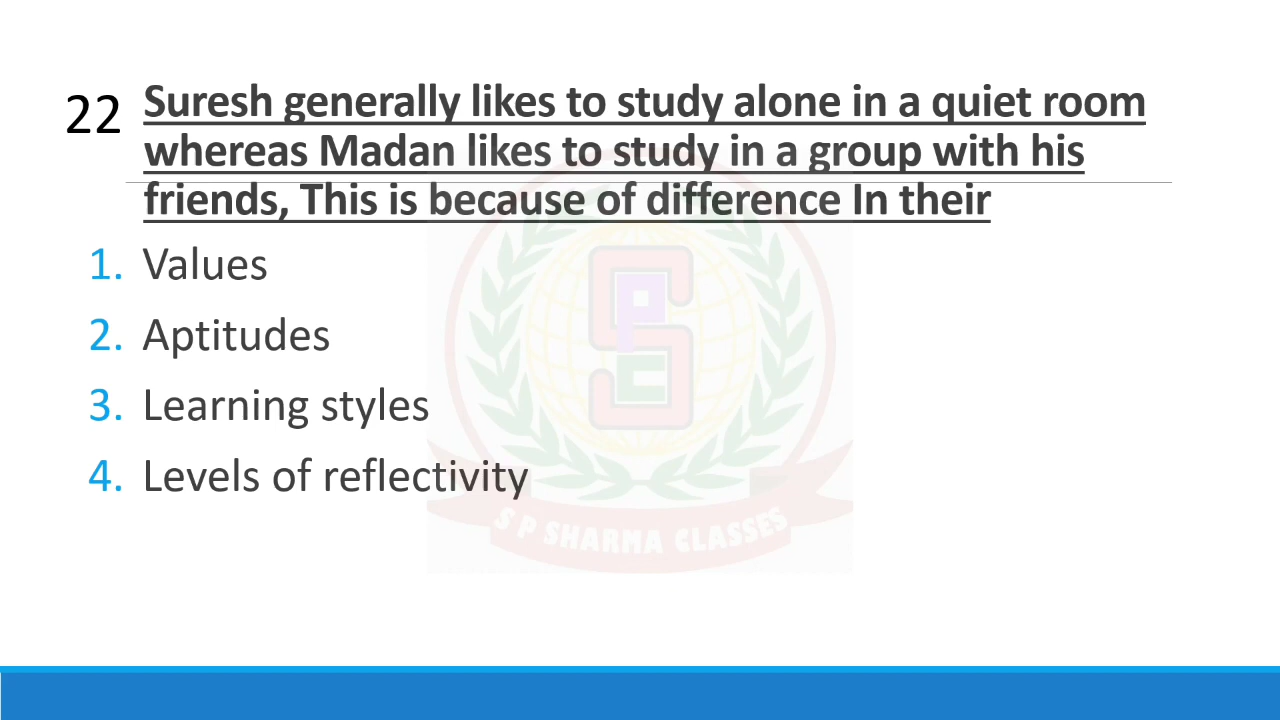 22 Suresh generally likes to study alone in a quiet room
whereas Madan likes to study in a group with his
friends, This is because of difference In their
1. Values
2. Aptitudes
3. Learning styles
4. Levels of reflectivity
S P C
S P SHARMA CLASSES